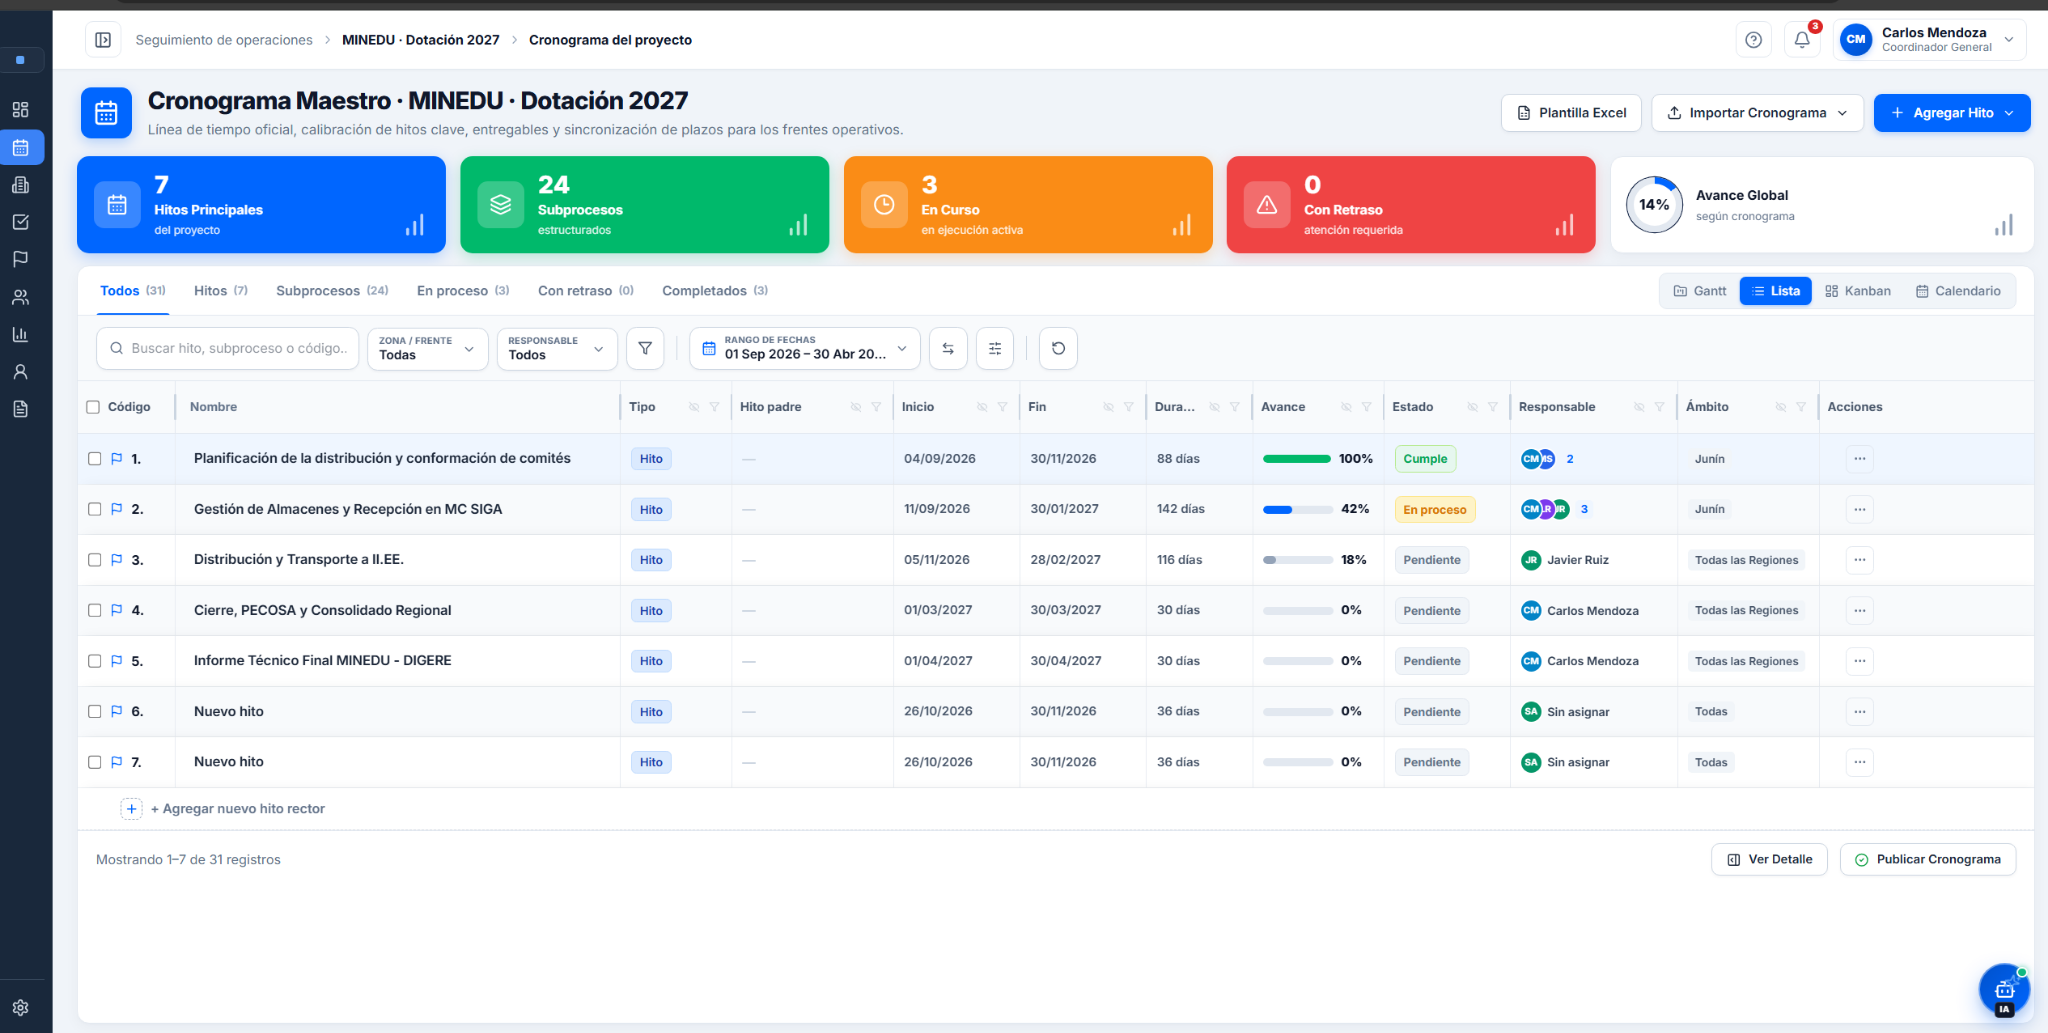 Seguimiento de operaciones > MINEDU · Dotación 2027 > Cronograma del proyecto
3
CM Carlos Mendoza
Coordinador General
Cronograma Maestro · MINEDU · Dotación 2027
Línea de tiempo oficial, calibración de hitos clave, entregables y sincronización de plazos para los frentes operativos.
Plantilla Excel
Importar Cronograma
+ Agregar Hito
7
Hitos Principales
del proyecto
24
Subprocesos
estructurados
3
En Curso
en ejecución activa
0
Con Retraso
atención requerida
14%
Avance Global
según cronograma
Todos (31) Hitos (7) Subprocesos (24) En proceso (3) Con retraso (0) Completados (3)
Gantt Lista Kanban Calendario
Buscar hito, subproceso o código..
ZONA / FRENTE
Todas
RESPONSABLE
Todos
RANGO DE FECHAS
01 Sep 2026 – 30 Abr 20...
Código Nombre Tipo Hito padre Inicio Fin Dura... Avance Estado Responsable Ámbito Acciones
1. Planificación de la distribución y conformación de comités Hito — 04/09/2026 30/11/2026 88 días 100% Cumple CM MS 2 Junín ...
2. Gestión de Almacenes y Recepción en MC SIGA Hito — 11/09/2026 30/01/2027 142 días 42% En proceso CM LR JR 3 Junín ...
3. Distribución y Transporte a II.EE. Hito — 05/11/2026 28/02/2027 116 días 18% Pendiente JR Javier Ruiz Todas las Regiones ...
4. Cierre, PECOSA y Consolidado Regional Hito — 01/03/2027 30/03/2027 30 días 0% Pendiente CM Carlos Mendoza Todas las Regiones ...
5. Informe Técnico Final MINEDU - DIGERE Hito — 01/04/2027 30/04/2027 30 días 0% Pendiente CM Carlos Mendoza Todas las Regiones ...
6. Nuevo hito Hito — 26/10/2026 30/11/2026 36 días 0% Pendiente SA Sin asignar Todas ...
7. Nuevo hito Hito — 26/10/2026 30/11/2026 36 días 0% Pendiente SA Sin asignar Todas ...
+ + Agregar nuevo hito rector
Mostrando 1–7 de 31 registros
Ver Detalle
Publicar Cronograma
IA